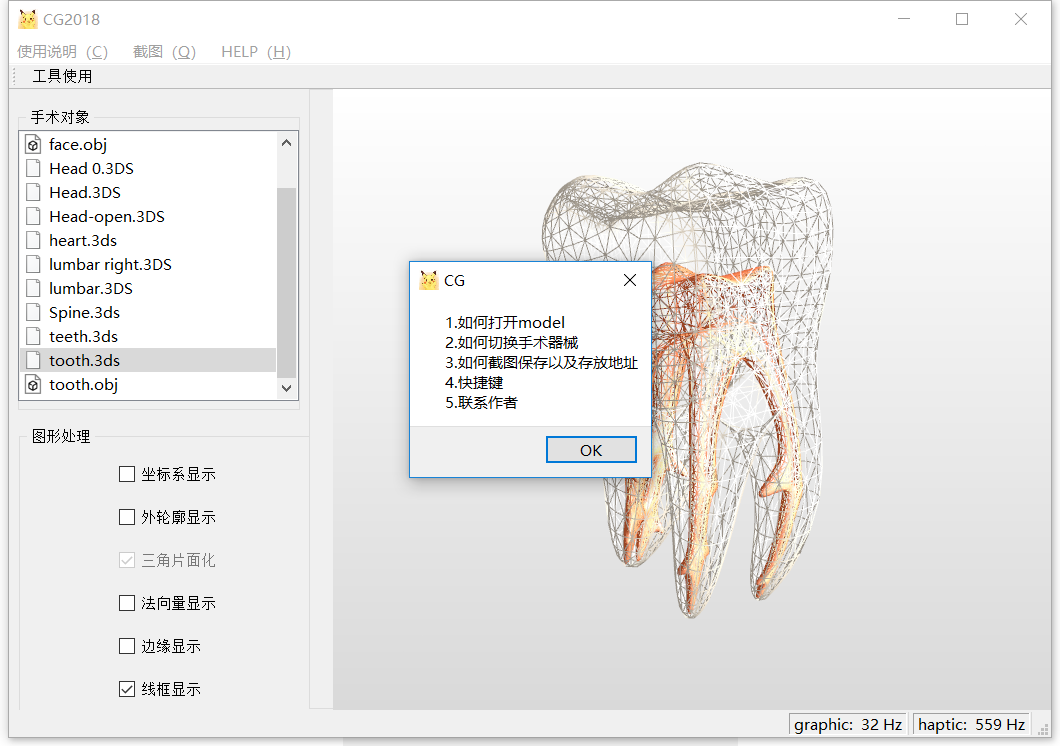 CG2018
使用说明 (C) 截图 (Q) HELP (H)
工具使用
手术对象
face.obj
Head 0.3DS
Head.3DS
Head-open.3DS
heart.3ds
lumbar right.3DS
lumbar.3DS
Spine.3ds
teeth.3ds
tooth.3ds
tooth.obj
图形处理
坐标系显示
外轮廓显示
三角片面化
法向量显示
边缘显示
线框显示
CG
1.如何打开model
2.如何切换手术器械
3.如何截图保存以及存放地址
4.快捷键
5.联系作者
OK
graphic: 32 Hz haptic: 559 Hz